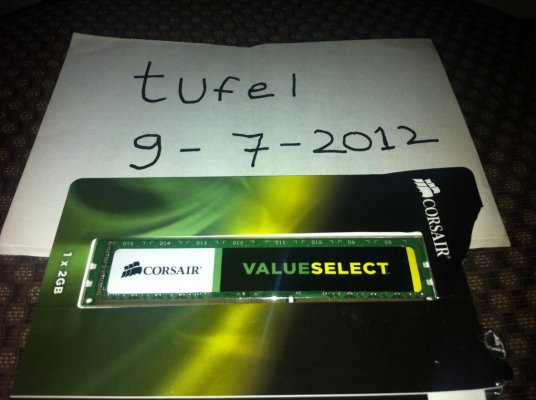 tufel
9-7-2012
CORSAIR
1 x 2GB
CORSAIR
VALUESELECT